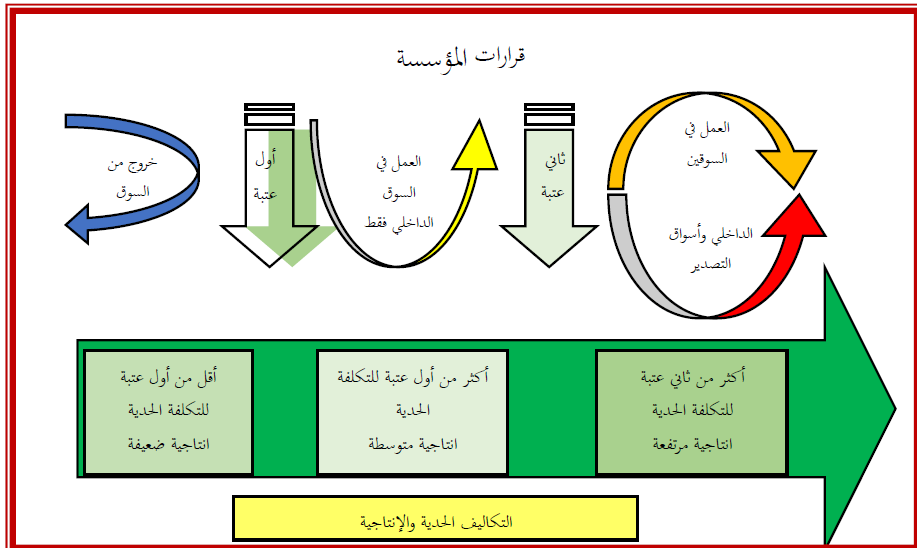 قرارات المؤسسة
العمل في
السوقين
الداخلي وأسواق
التصدير
ثاني
عتبة
العمل في
السوق
الداخلي فقط
أول
عتبة
خروج من
السوق
أكثر من ثاني عتبة
للتكلفة الحدية
انتاجية مرتفعة
أكثر من أول عتبة للتكلفة
الحدية
انتاجية متوسطة
أقل من أول عتبة
للتكلفة الحدية
انتاجية ضعيفة
التكاليف الحدية والإنتاجية